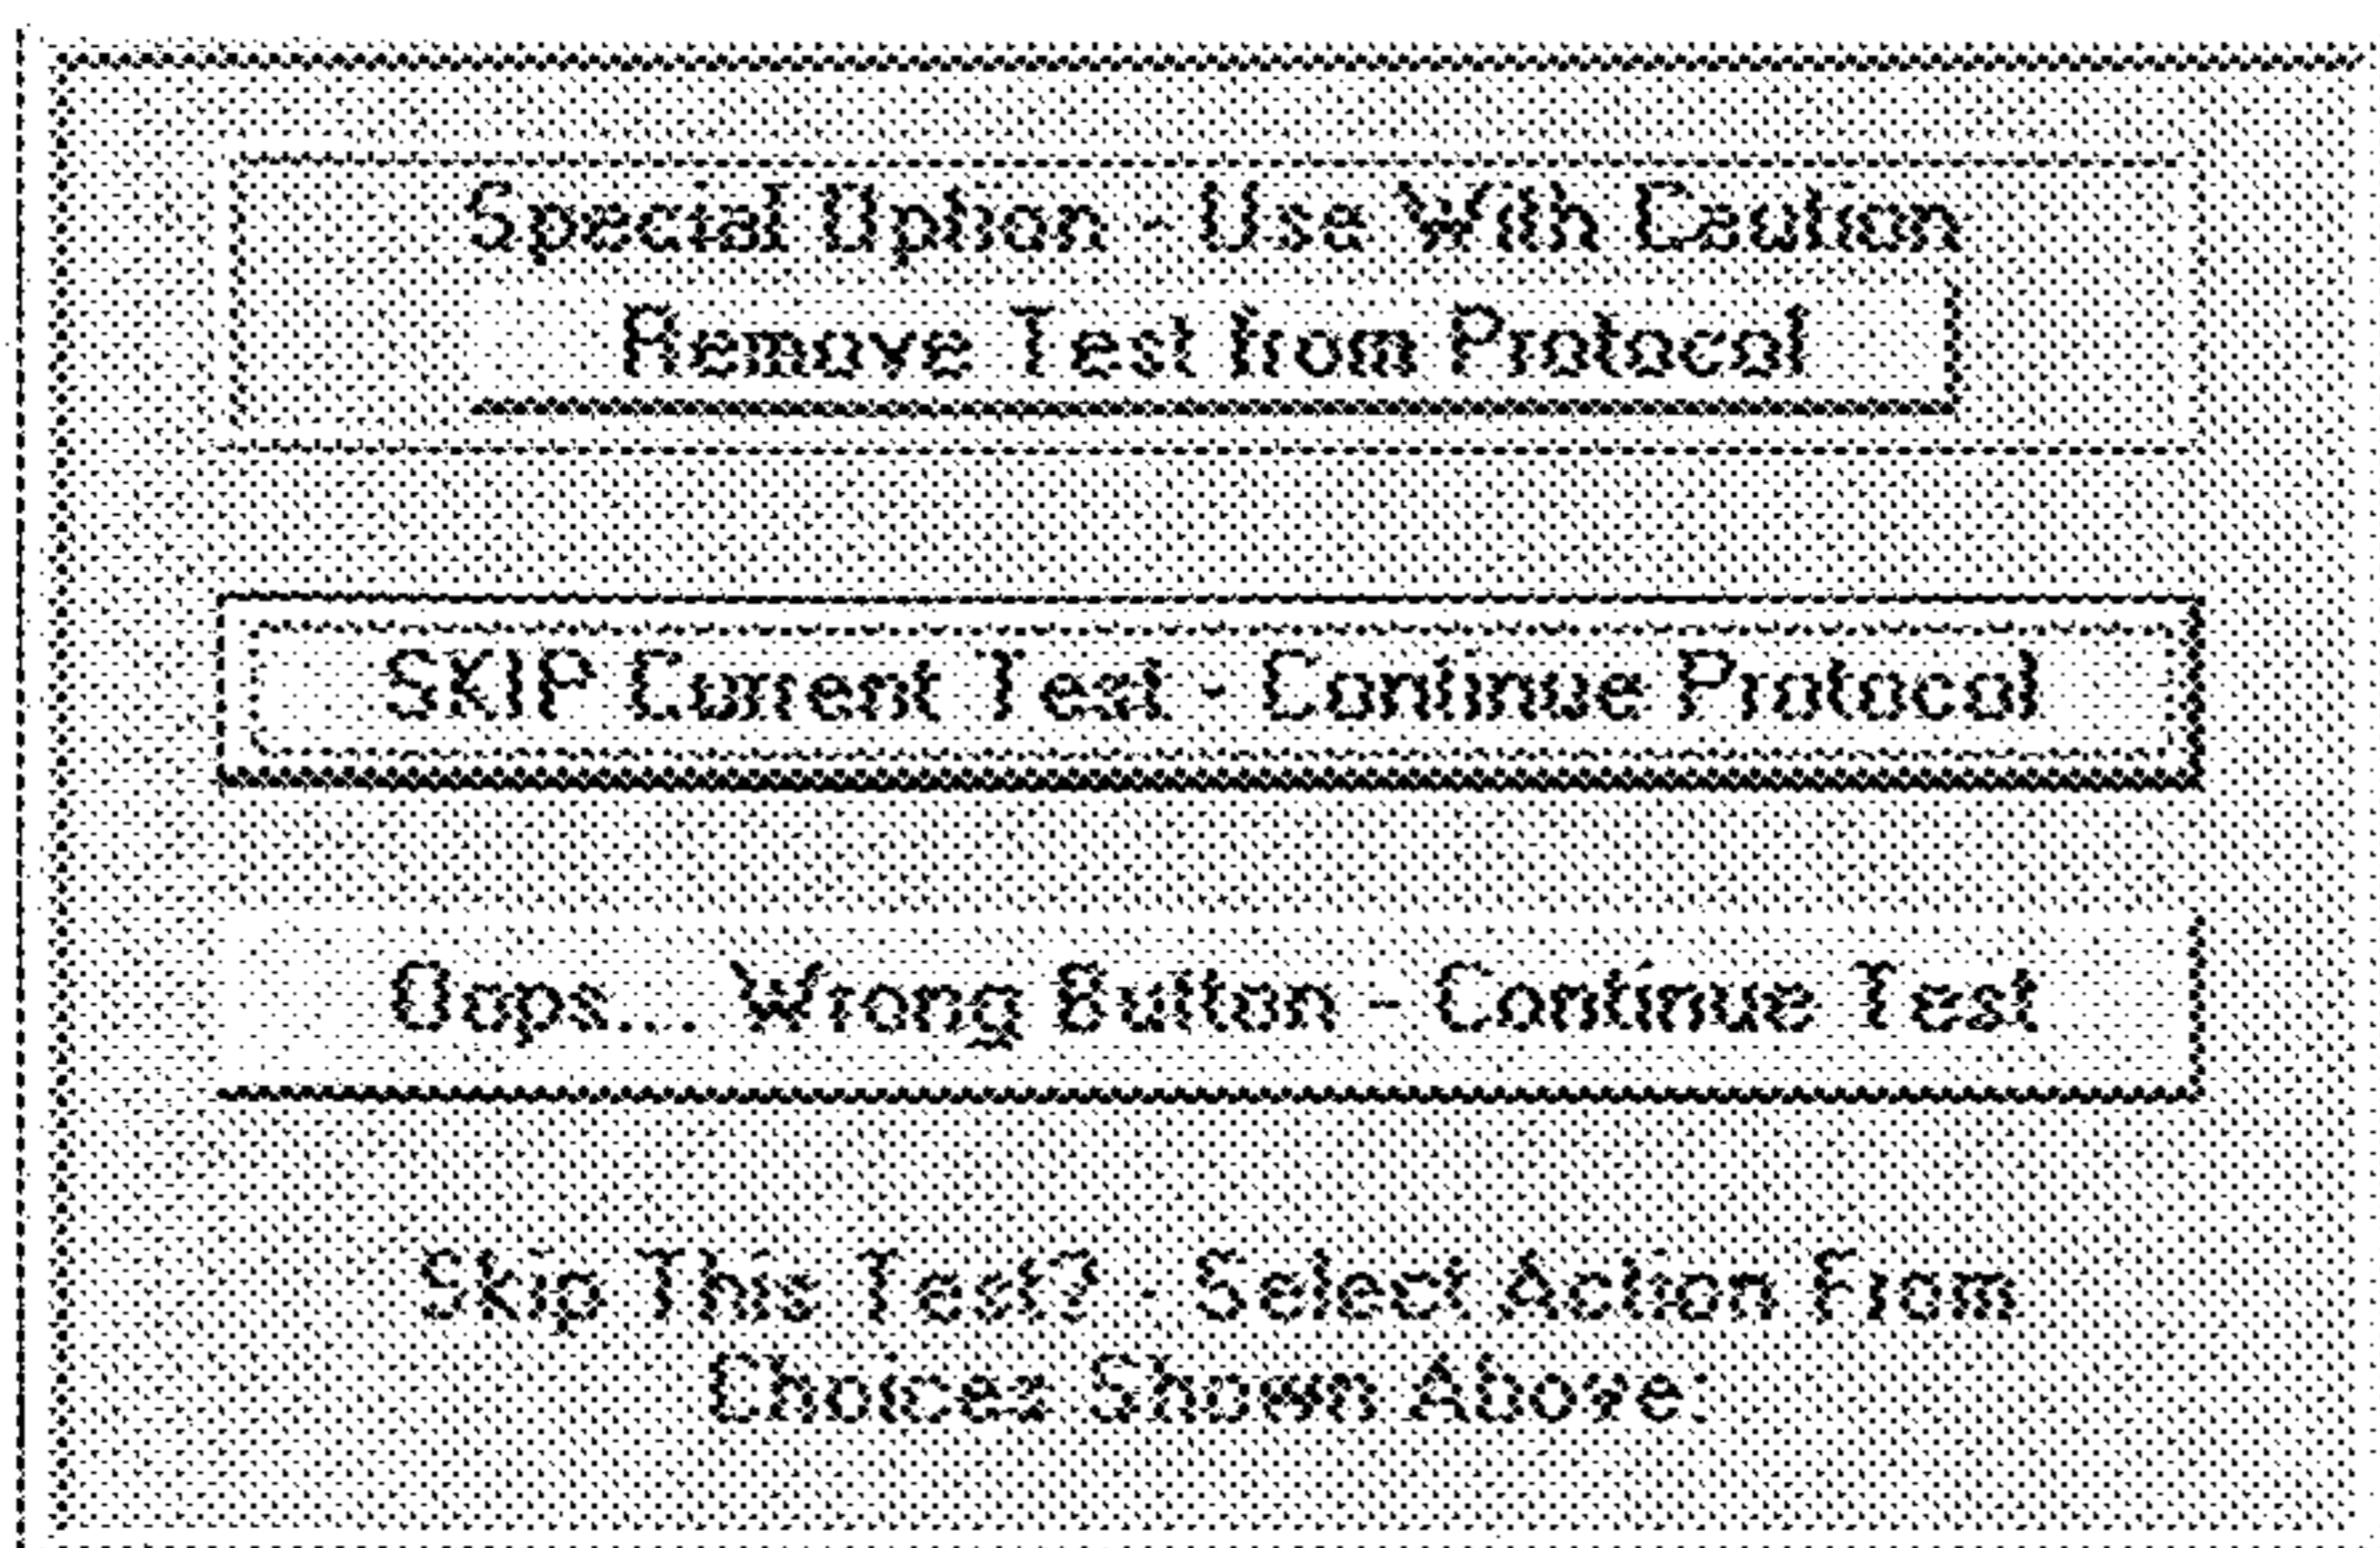 Special Option - Use With Caution
Remove Test from Protocol
SKIP Current Test - Continue Protocol
Oops... Wrong Button - Continue Test
Skip This Test? - Select Action From
Choices Shown Above: